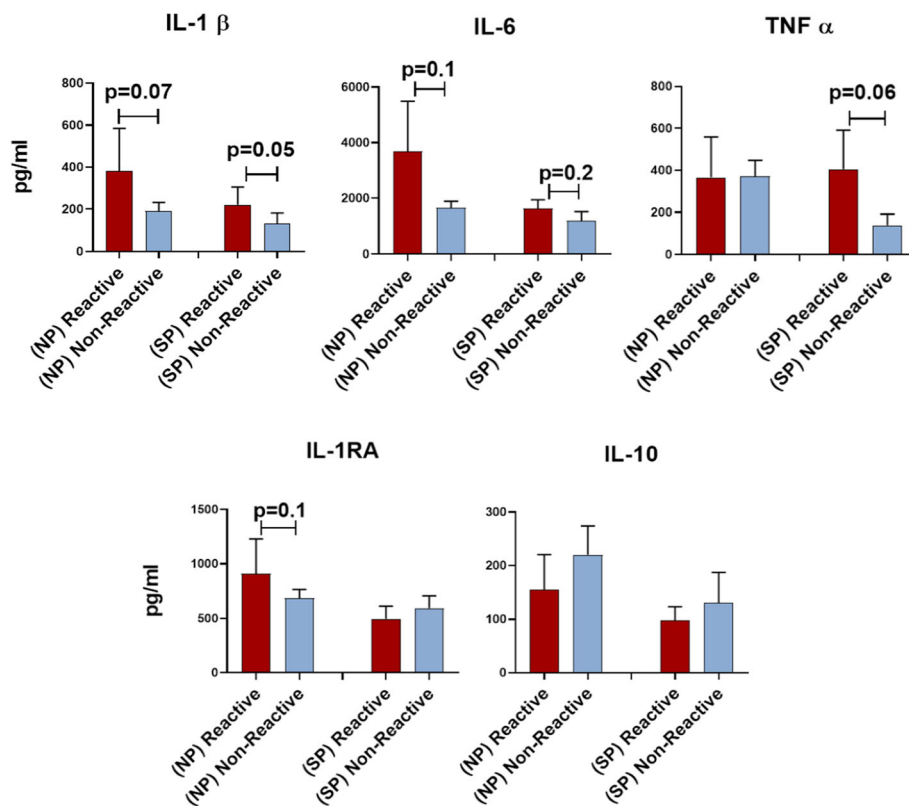 IL-1 β
IL-6
TNF α
pg/ml
800
600
400
200
0
p=0.07
p=0.05
(NP) Reactive
(NP) Non-Reactive
(SP) Reactive
(SP) Non-Reactive
6000
4000
2000
0
p=0.1
p=0.2
(NP) Reactive
(NP) Non-Reactive
(SP) Reactive
(SP) Non-Reactive
800
600
400
200
0
p=0.06
(NP) Reactive
(NP) Non-Reactive
(SP) Reactive
(SP) Non-Reactive
IL-1RA
IL-10
pg/ml
1500
1000
500
0
p=0.1
(NP) Reactive
(NP) Non-Reactive
(SP) Reactive
(SP) Non-Reactive
300
200
100
0
(NP) Reactive
(NP) Non-Reactive
(SP) Reactive
(SP) Non-Reactive